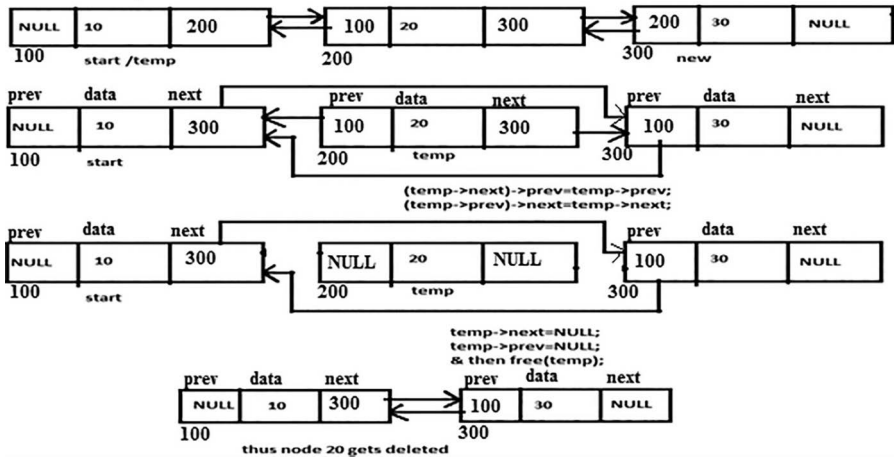 NULL 10 200 100 20 300 200 30 NULL
100 start /temp 200 300 new
prev data next prev data next prev data next
NULL 10 300 100 20 300 100 30 NULL
100 start 200 temp 300
(temp->next)->prev=temp->prev;
(temp->prev)->next=temp->next;
prev data next prev data next
NULL 10 300 NULL 20 NULL 100 30 NULL
100 start 200 temp 300
temp->next=NULL;
temp->prev=NULL;
& then free(temp);
prev data next prev data next
NULL 10 300 100 30 NULL
100 300
thus node 20 gets deleted